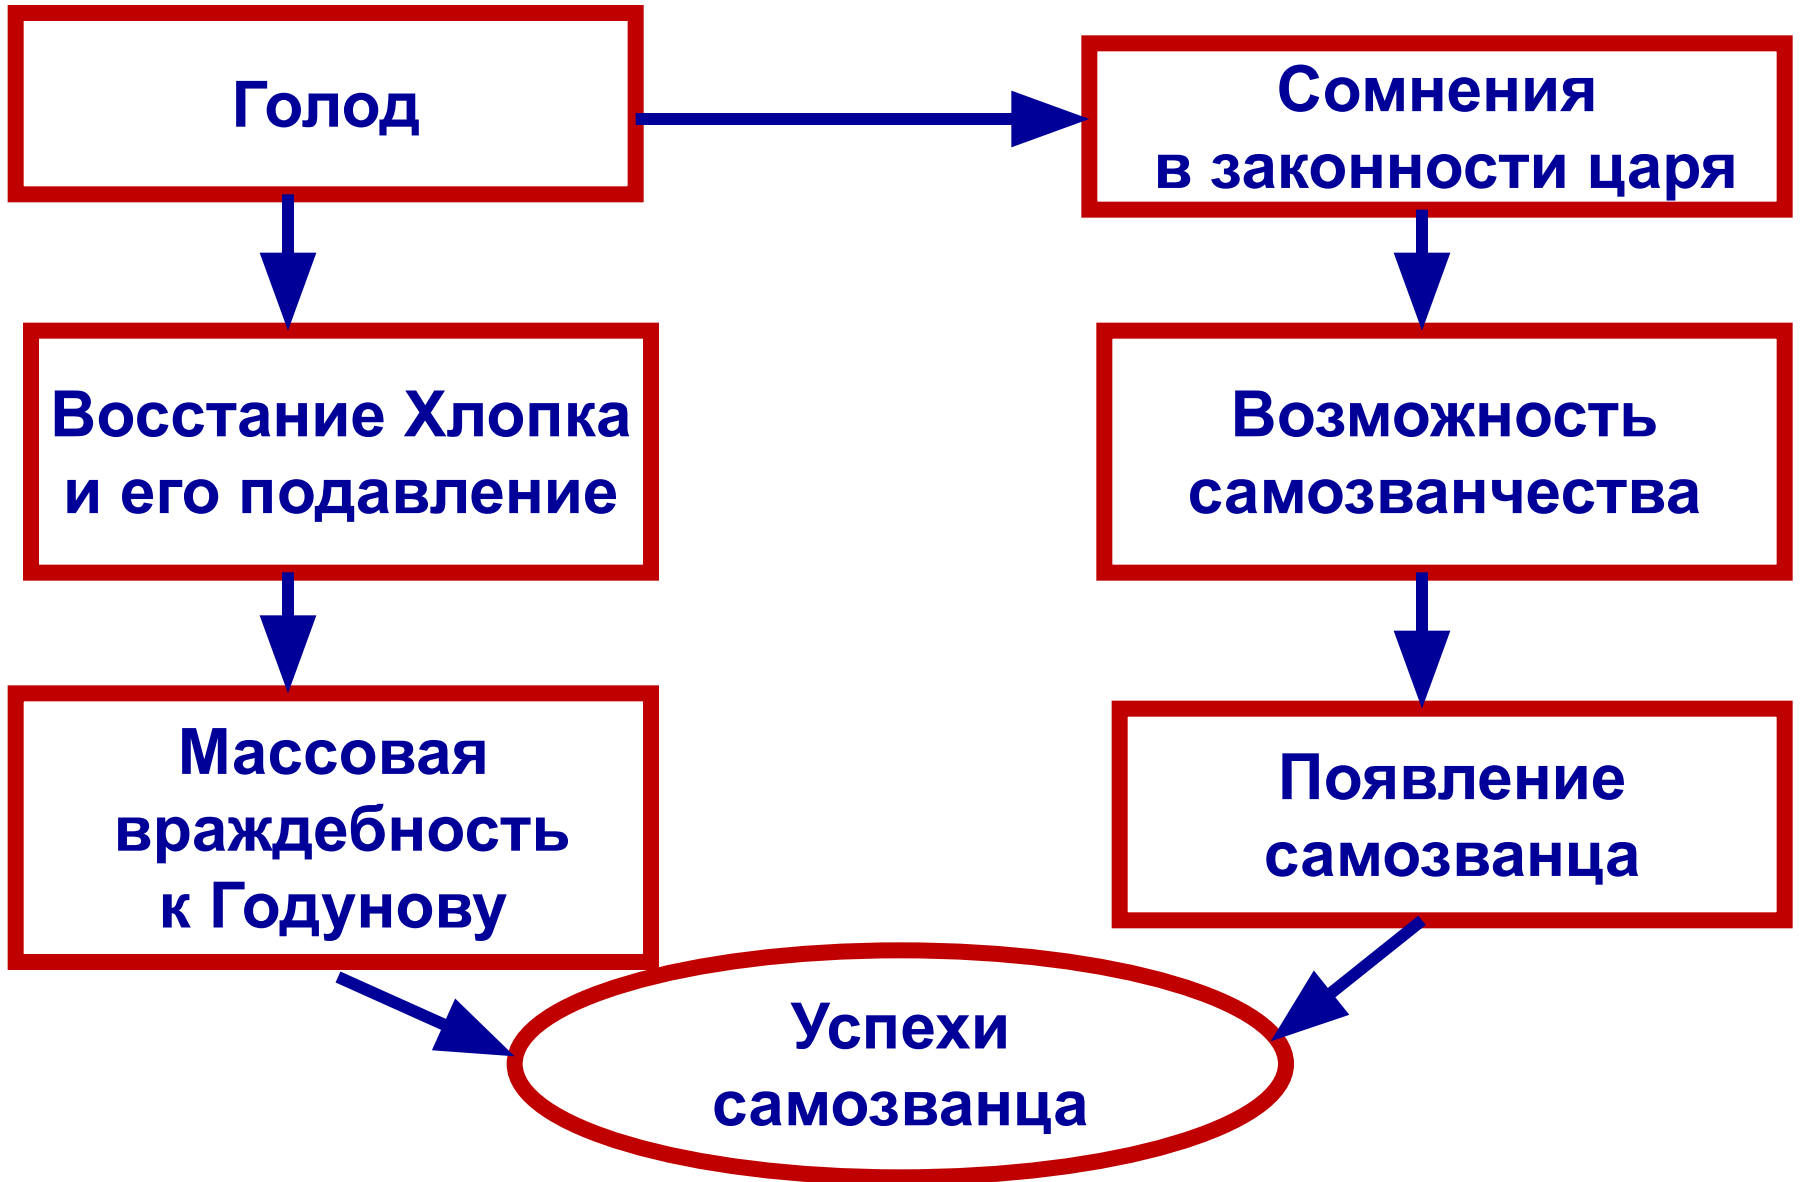 Голод
Сомнения
в законности царя
Восстание Хлопка
и его подавление
Возможность
самозванчества
Массовая
враждебность
к Годунову
Появление
самозванца
Успехи
самозванца